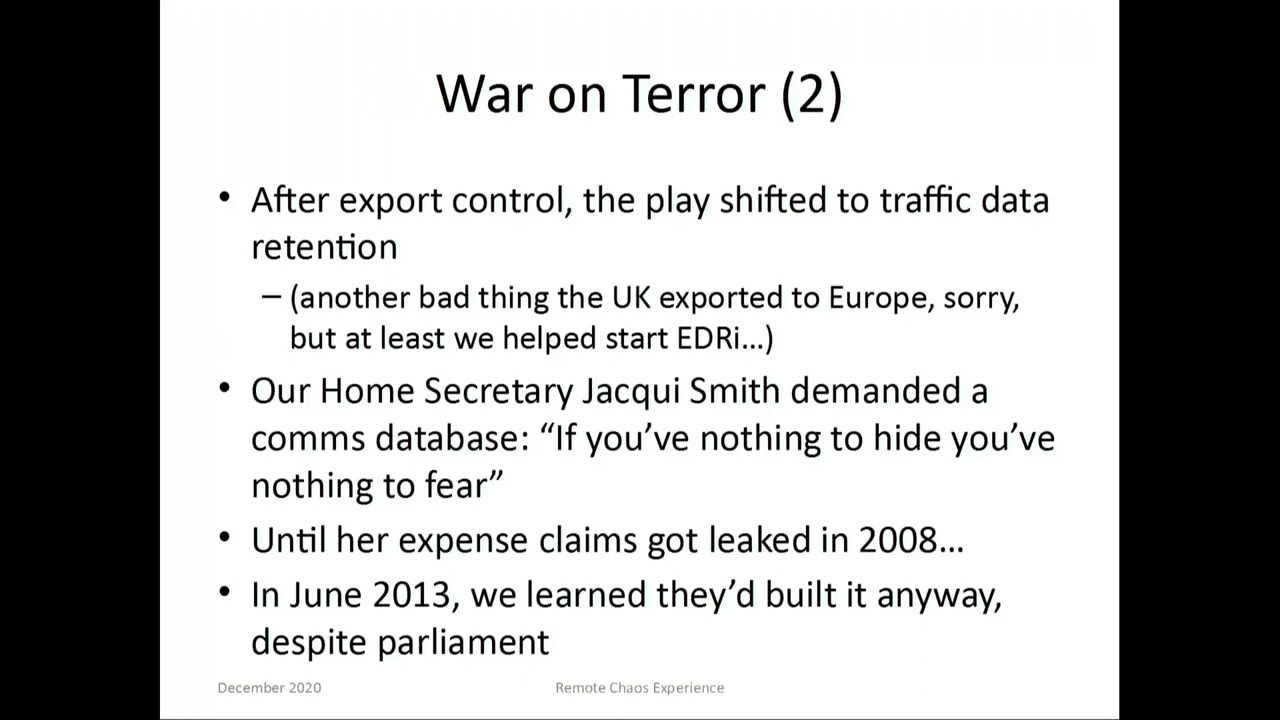 War on Terror (2)
• After export control, the play shifted to traffic data
retention
– (another bad thing the UK exported to Europe, sorry,
but at least we helped start EDRi…)
• Our Home Secretary Jacqui Smith demanded a
comms database: “If you’ve nothing to hide you’ve
nothing to fear”
• Until her expense claims got leaked in 2008…
• In June 2013, we learned they’d built it anyway,
despite parliament
December 2020
Remote Chaos Experience